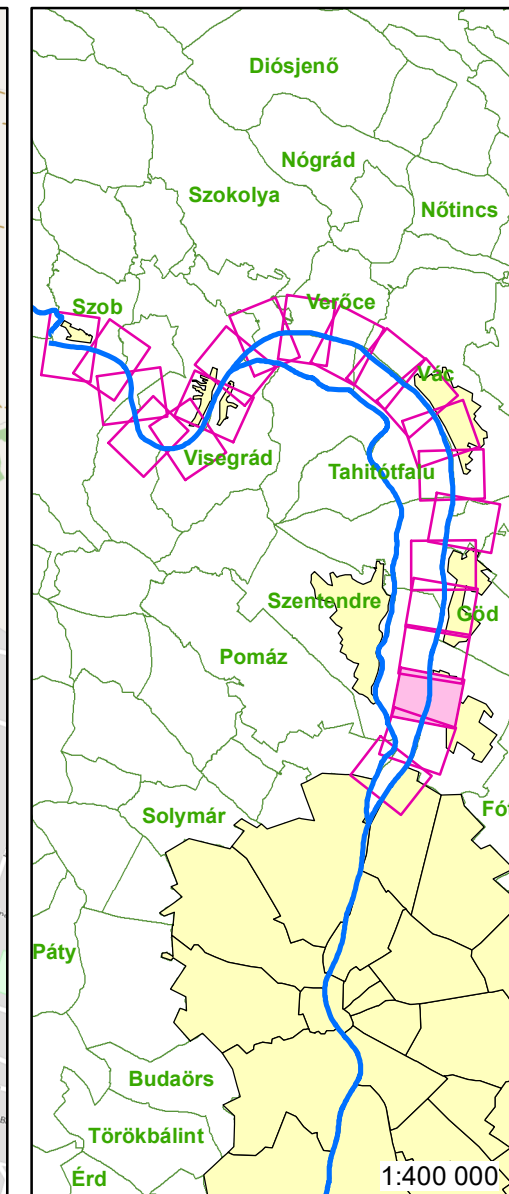 Diósjenő
Nógrád
Szokolya
Nőtincs
Szob
Verőce
Vác
Visegrád
Tahitótfalu
Szentendre
Göd
Pomáz
Solymár
Páty
Budaörs
Törökbálint
Érd
1:400 000